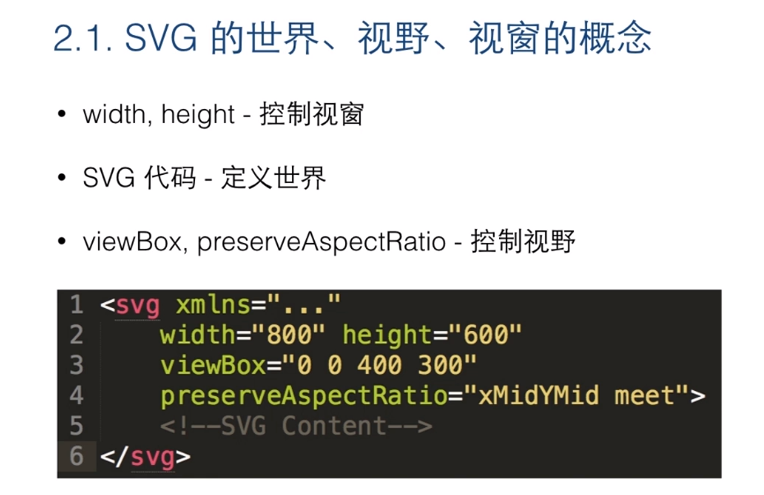 2.1. SVG 的世界、视野、视窗的概念
• width, height - 控制视窗
• SVG 代码 - 定义世界
• viewBox, preserveAspectRatio - 控制视野
1 <svg xmlns="..."
2     width="800" height="600"
3     viewBox="0 0 400 300"
4     preserveAspectRatio="xMidYMid meet">
5     <!--SVG Content-->
6 </svg>